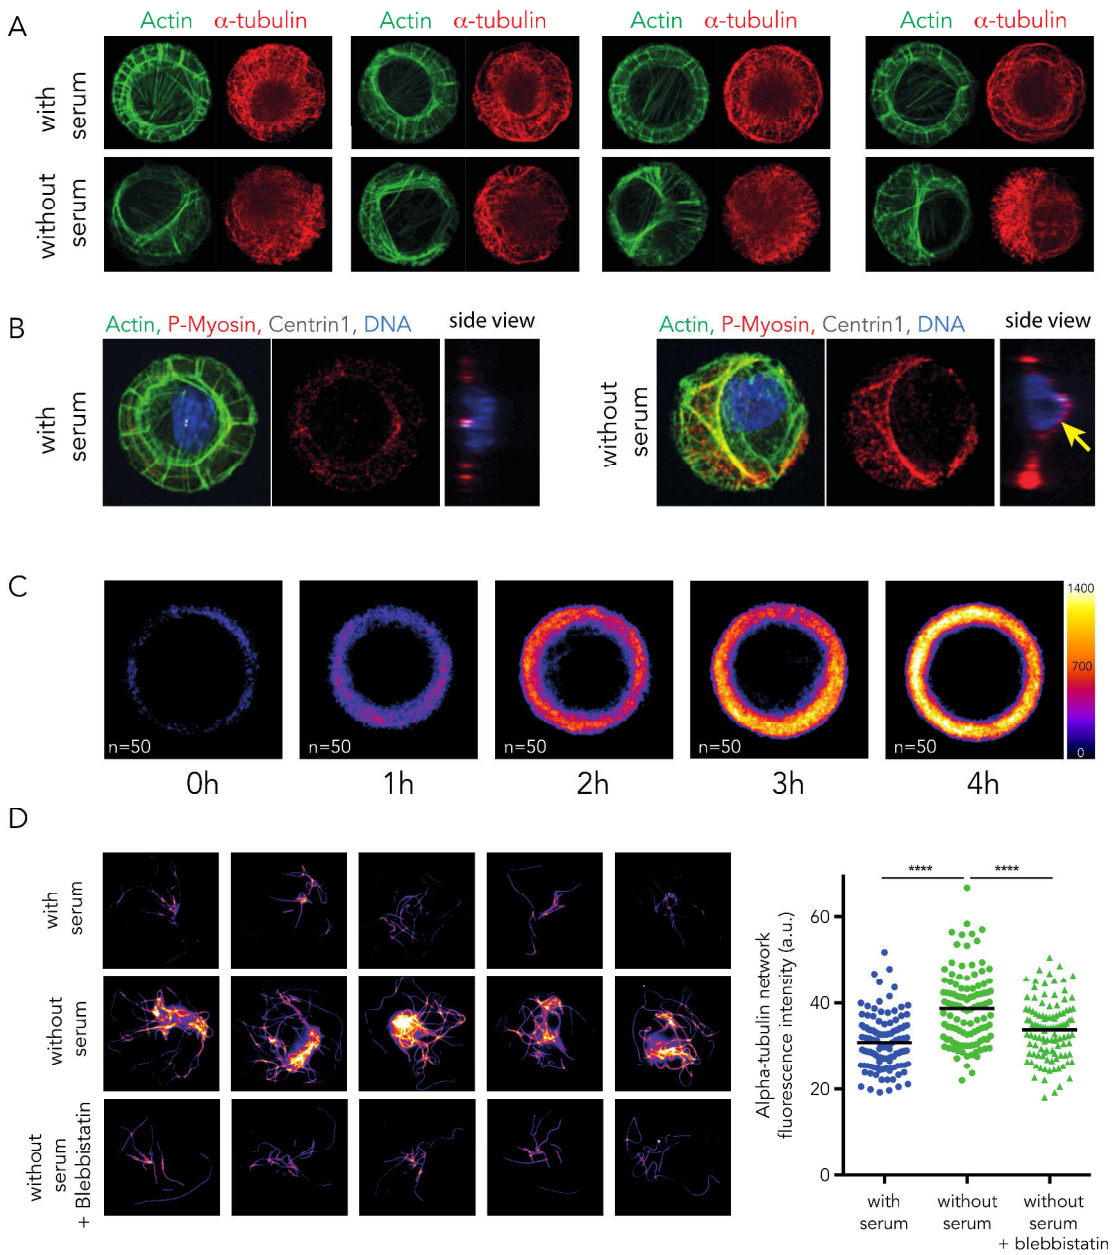 A
Actin α-tubulin Actin α-tubulin Actin α-tubulin Actin α-tubulin
with
serum
without
serum
B
Actin, P-Myosin, Centrin1, DNA side view
with
serum
Actin, P-Myosin, Centrin1, DNA side view
without
serum
C
n=50 n=50 n=50 n=50 n=50
1400
700
0
0h 1h 2h 3h 4h
D
with
serum
without
serum
without
serum
+ Blebbistatin
Alpha-tubulin network
fluorescence intensity (a.u.)
**** ****
60
40
20
0
with
serum
without
serum
without
serum
+ blebbistatin